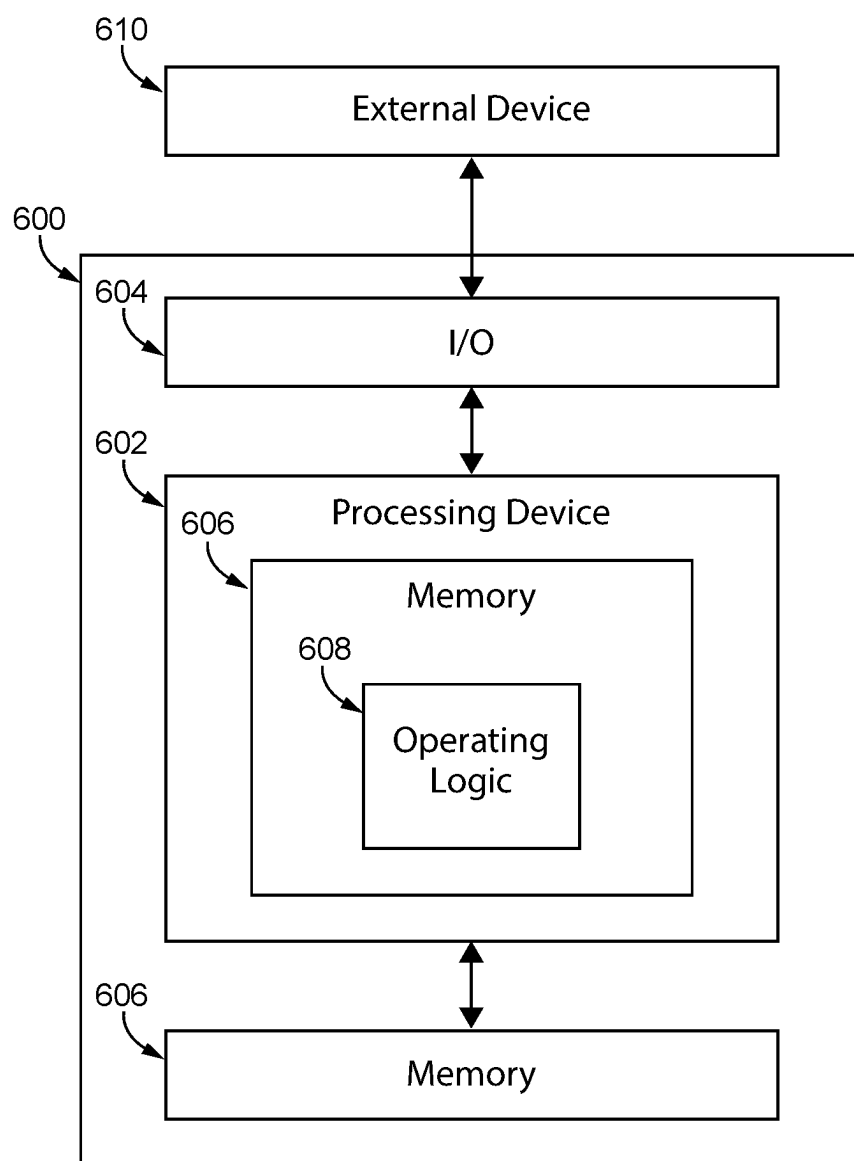 610
External Device
600
604
I/O
602
Processing Device
606
Memory
608
Operating
Logic
606
Memory